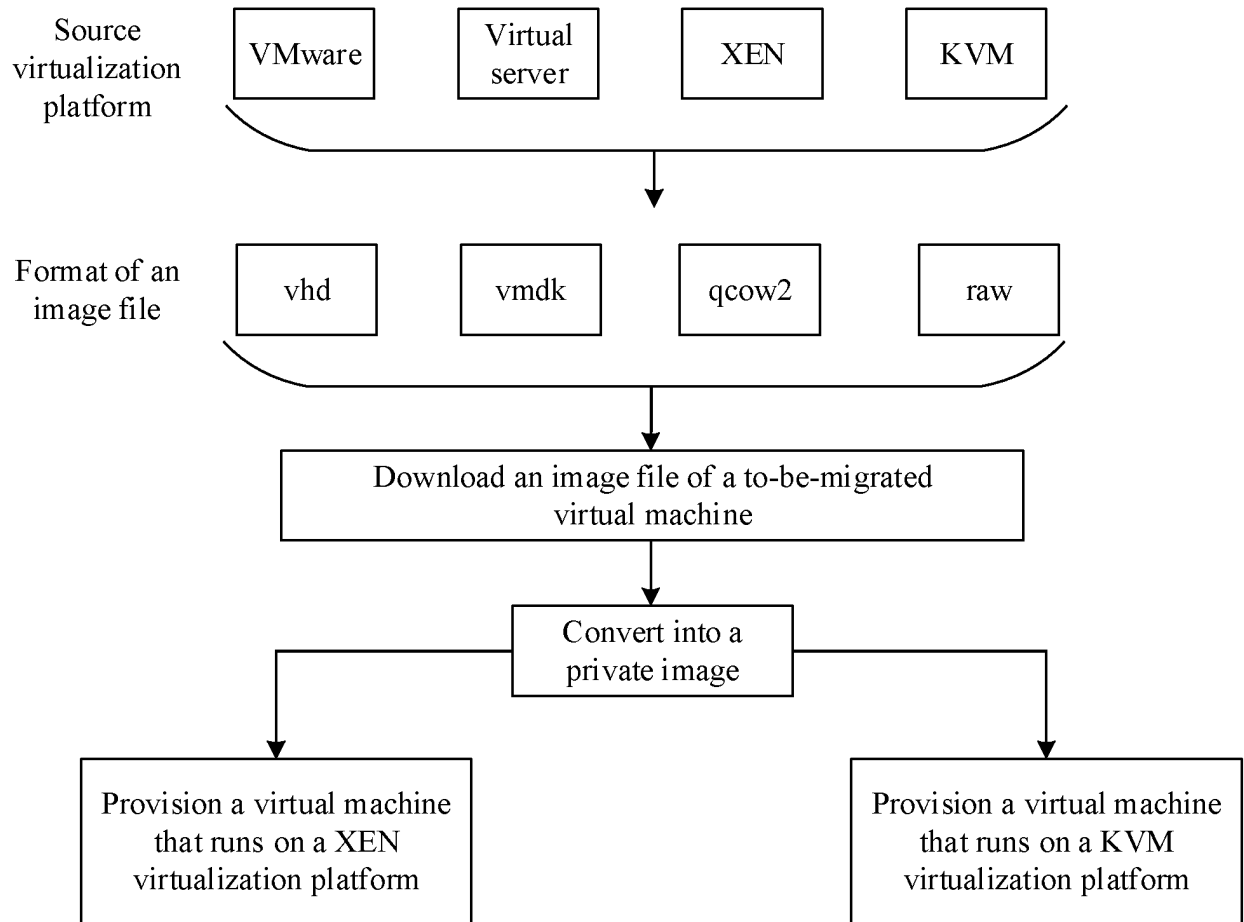 Source
virtualization
platform
VMware
Virtual
server
XEN
KVM
Format of an
image file
vhd
vmdk
qcow2
raw
Download an image file of a to-be-migrated
virtual machine
Convert into a
private image
Provision a virtual machine
that runs on a XEN
virtualization platform
Provision a virtual machine
that runs on a KVM
virtualization platform